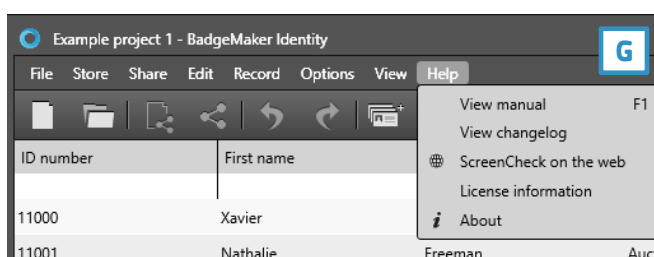 Example project 1 - BadgeMaker Identity
G
File Store Share Edit Record Options View Help
View manual F1
View changelog
ScreenCheck on the web
License information
About
ID number First name
11000 Xavier
11001 Nathalie Freeman